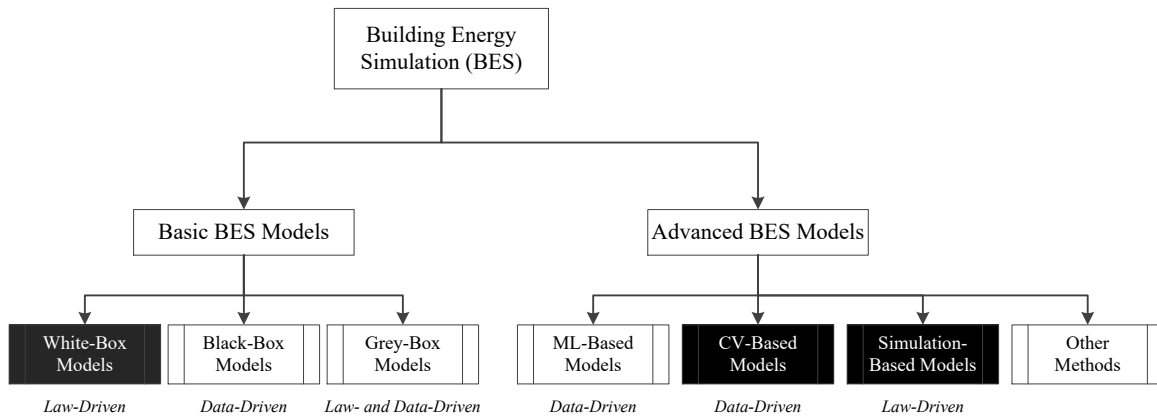 Building Energy
Simulation (BES)
Basic BES Models
Advanced BES Models
White-Box
Models
Black-Box
Models
Grey-Box
Models
ML-Based
Models
CV-Based
Models
Simulation-
Based Models
Other
Methods
Law-Driven
Data-Driven
Law- and Data-Driven
Data-Driven
Data-Driven
Law-Driven